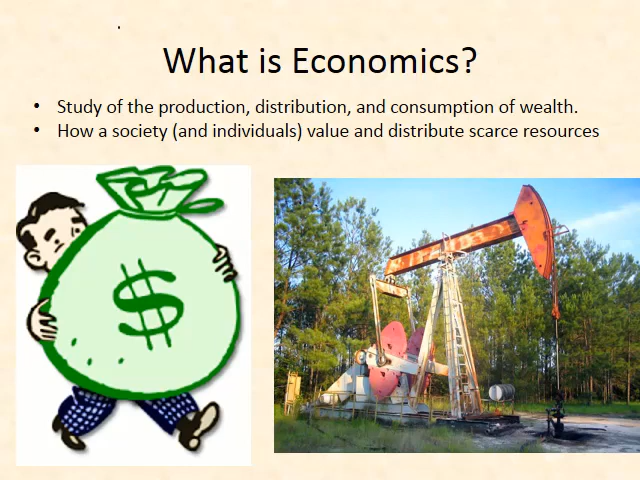 What is Economics?
• Study of the production, distribution, and consumption of wealth.
• How a society (and individuals) value and distribute scarce resources
$